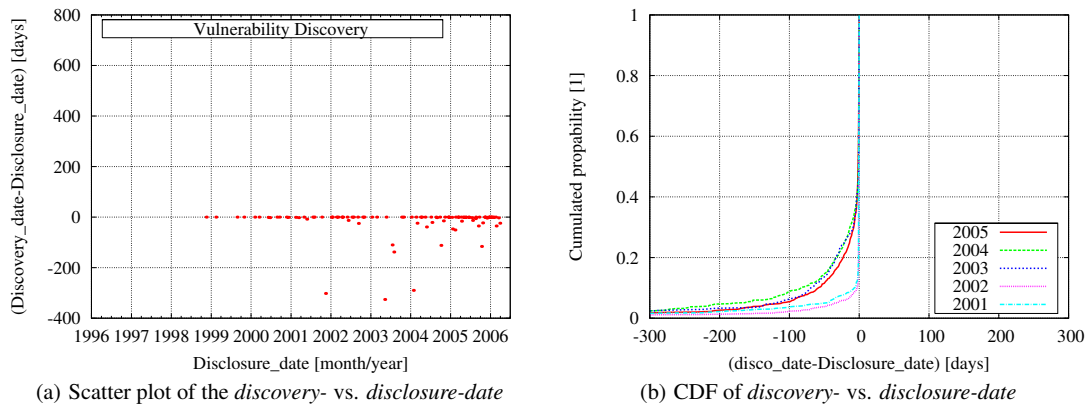 Vulnerability Discovery
(Discovery_date-Disclosure_date) [days]
800
600
400
200
0
-200
-400
1996 1997 1998 1999 2000 2001 2002 2003 2004 2005 2006
Disclosure_date [month/year]
(a) Scatter plot of the discovery- vs. disclosure-date
Cumulated propability [1]
1
0.8
0.6
0.4
0.2
0
2005
2004
2003
2002
2001
-300 -200 -100 0 100 200 300
(disco_date-Disclosure_date) [days]
(b) CDF of discovery- vs. disclosure-date